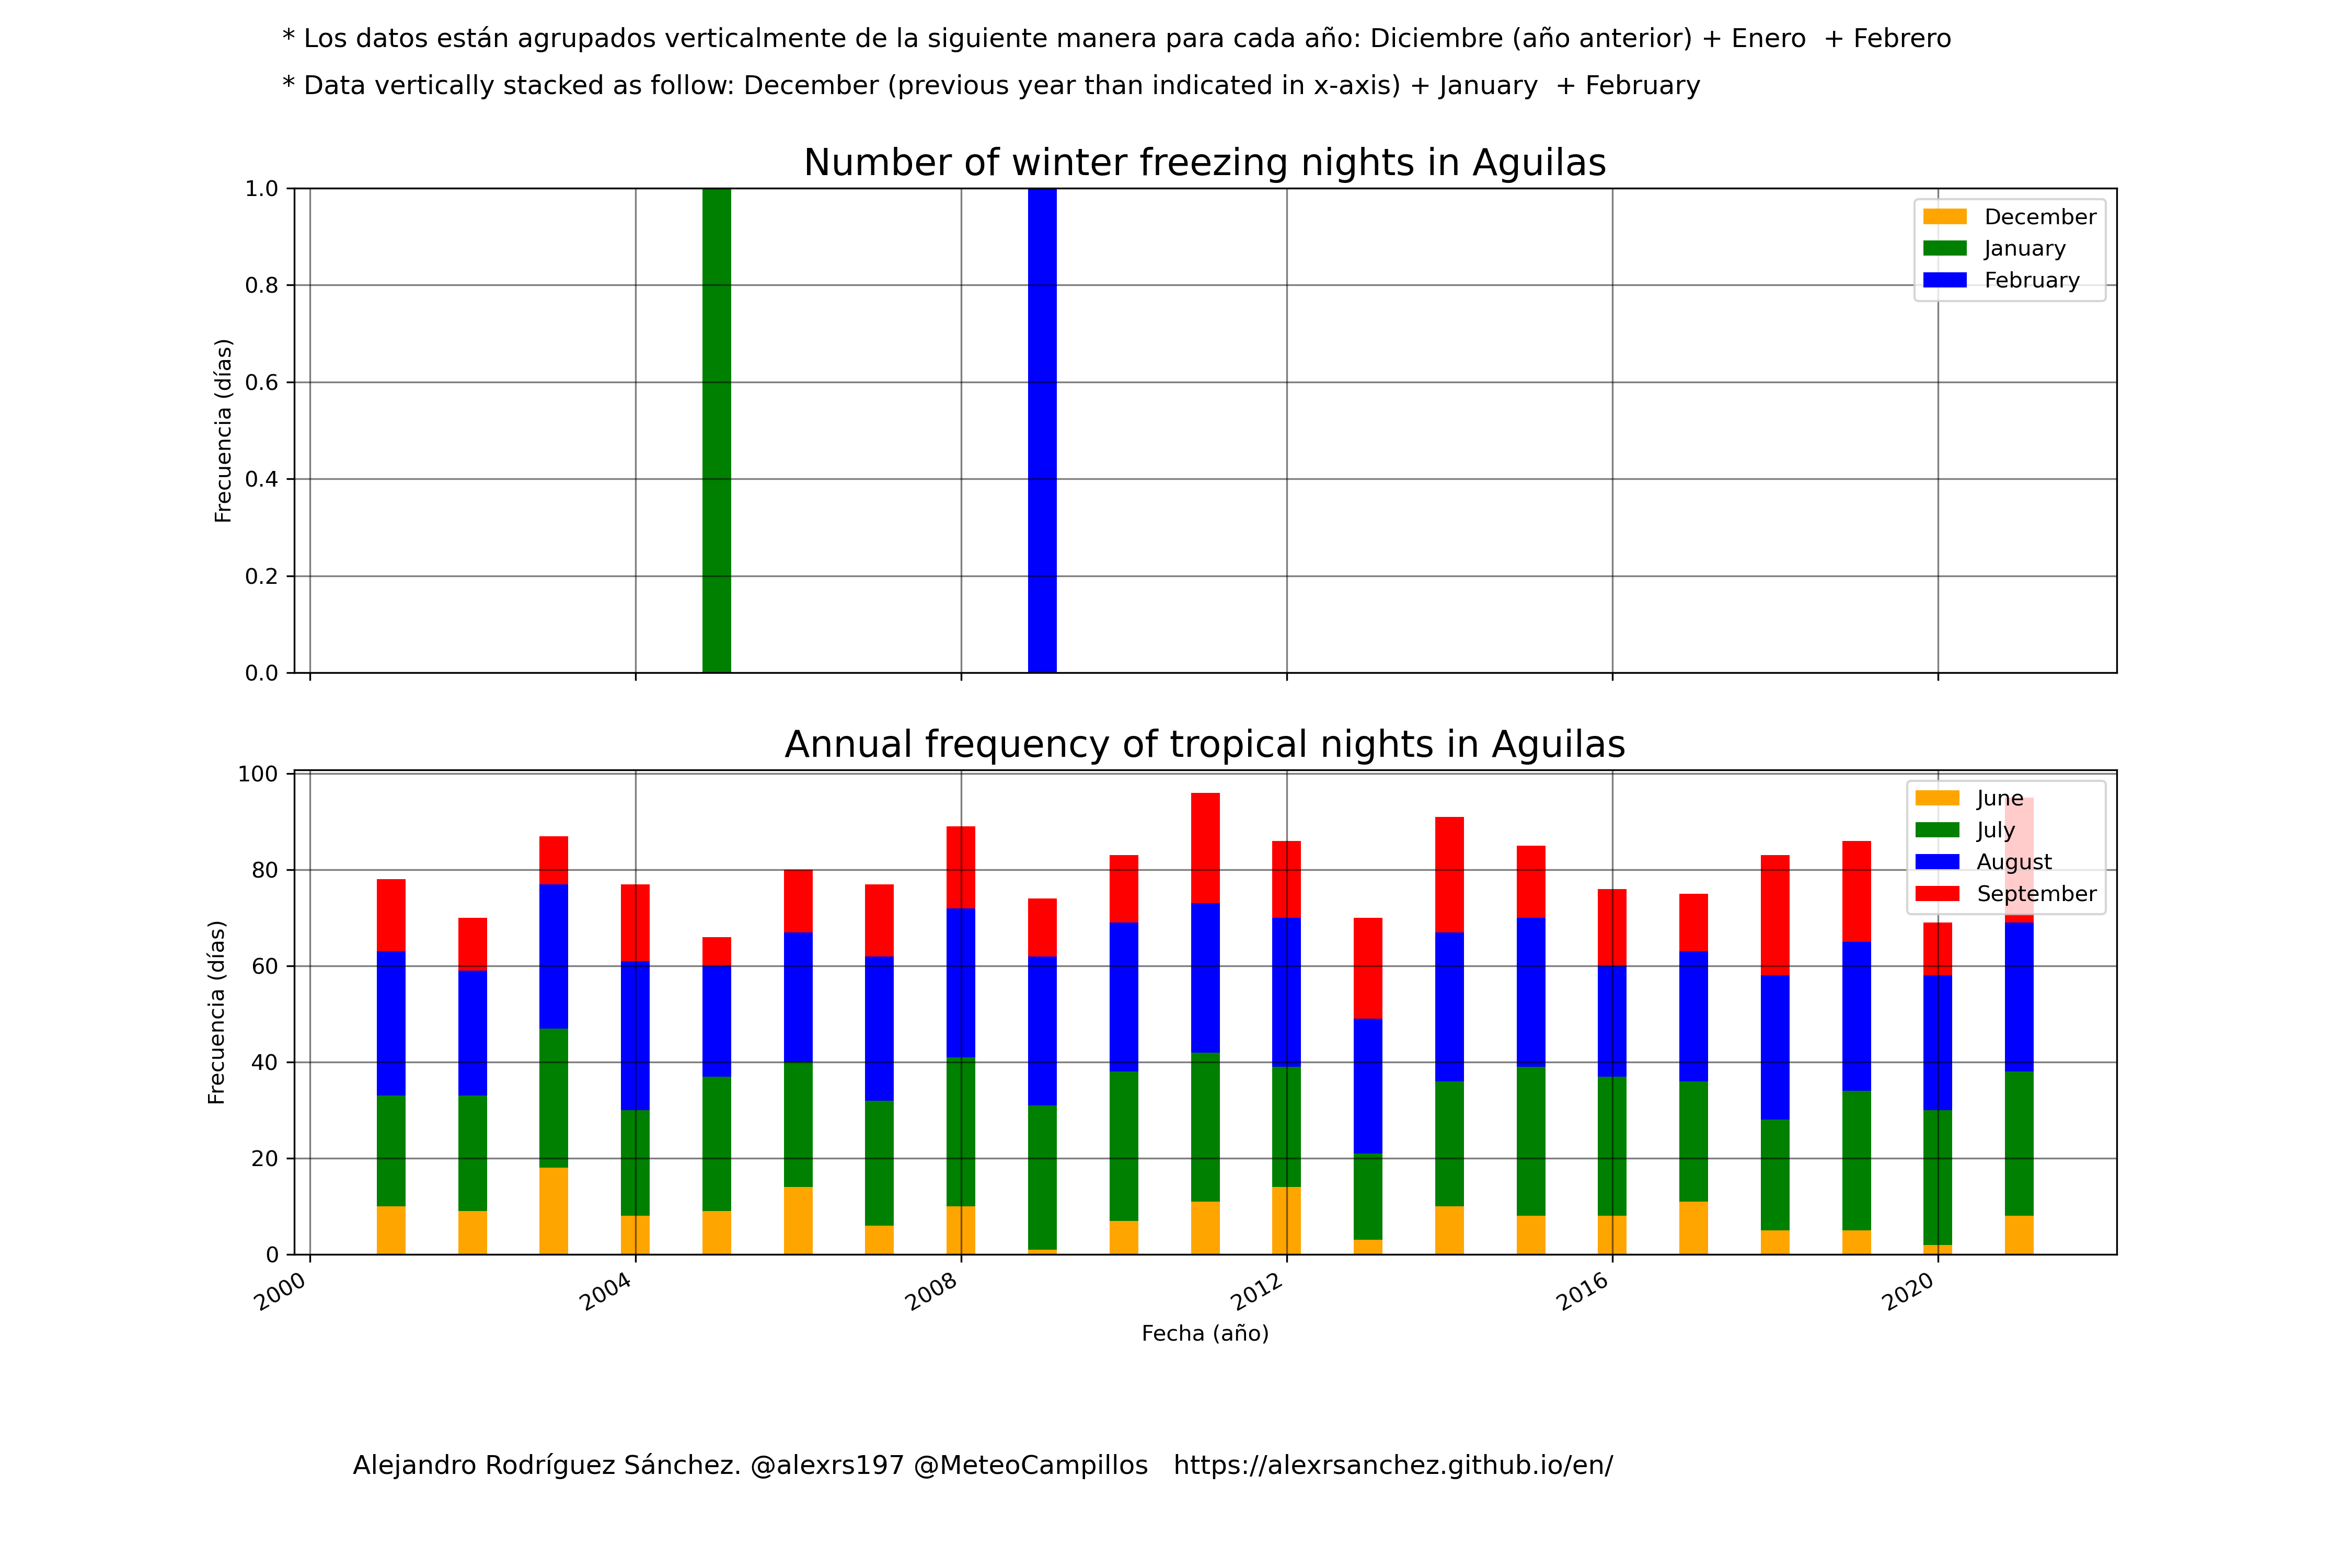 * Los datos están agrupados verticalmente de la siguiente manera para cada año: Diciembre (año anterior) + Enero  + Febrero
* Data vertically stacked as follow: December (previous year than indicated in x-axis) + January  + February
Number of winter freezing nights in Aguilas
1.0
0.8
0.6
0.4
0.2
0.0
Frecuencia (días)
December
January
February
Annual frequency of tropical nights in Aguilas
100
80
60
40
20
0
Frecuencia (días)
June
July
August
September
2000
2004
2008
2012
2016
2020
Fecha (año)
Alejandro Rodríguez Sánchez. @alexrs197 @MeteoCampillos   https://alexrsanchez.github.io/en/